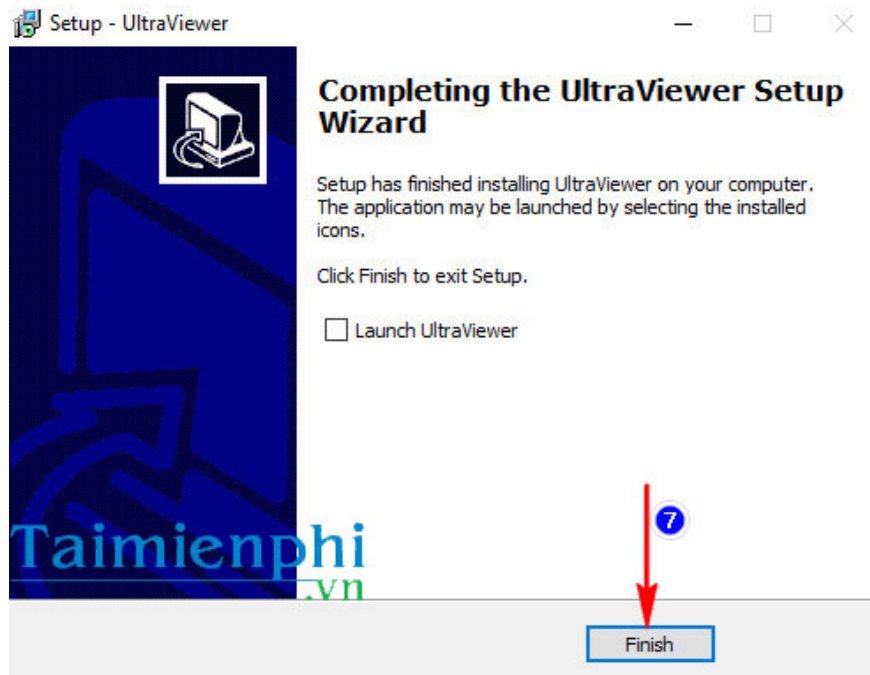 Setup - UltraViewer
Completing the UltraViewer Setup
Wizard
Setup has finished installing UltraViewer on your computer.
The application may be launched by selecting the installed
icons.
Click Finish to exit Setup.
Launch UltraViewer
7
Taimienphi
.vn
Finish